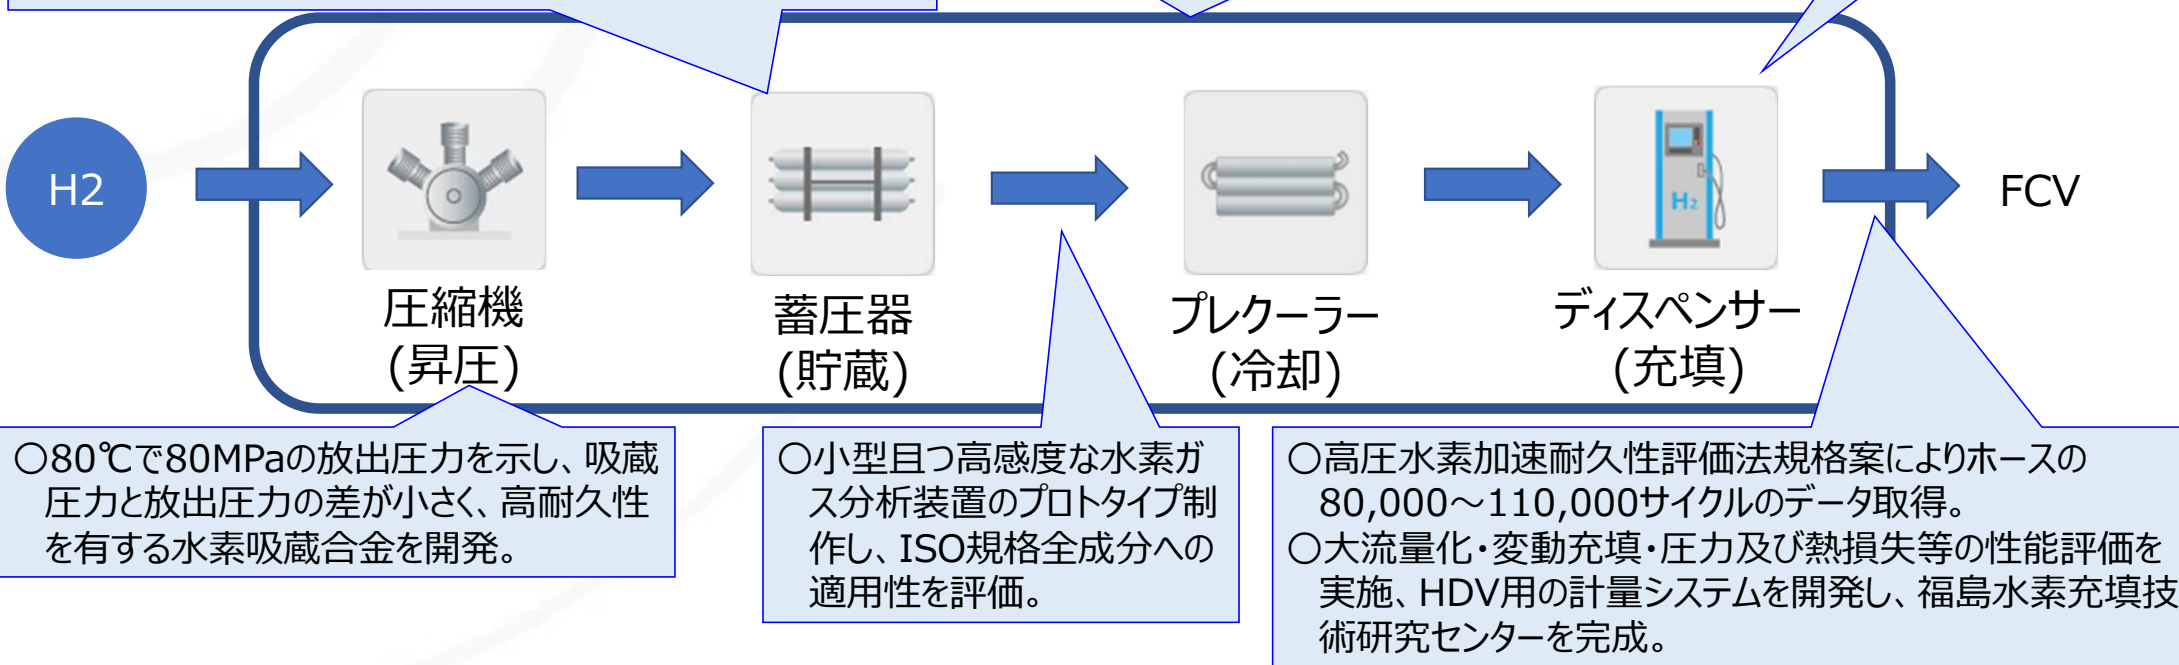 H2
FCV
H2
圧縮機
(昇圧)
蓄圧器
(貯蔵)
プレクーラー
(冷却)
ディスペンサー
(充填)
〇80℃で80MPaの放出圧力を示し、吸蔵
圧力と放出圧力の差が小さく、高耐久性
を有する水素吸蔵合金を開発。
〇小型且つ高感度な水素ガ
ス分析装置のプロトタイプ制
作し、ISO規格全成分への
適用性を評価。
〇高圧水素加速耐久性評価法規格案によりホースの
80,000～110,000サイクルのデータ取得。
〇大流量化・変動充填・圧力及び熱損失等の性能評価を
実施、HDV用の計量システムを開発し、福島水素充填技
術研究センターを完成。